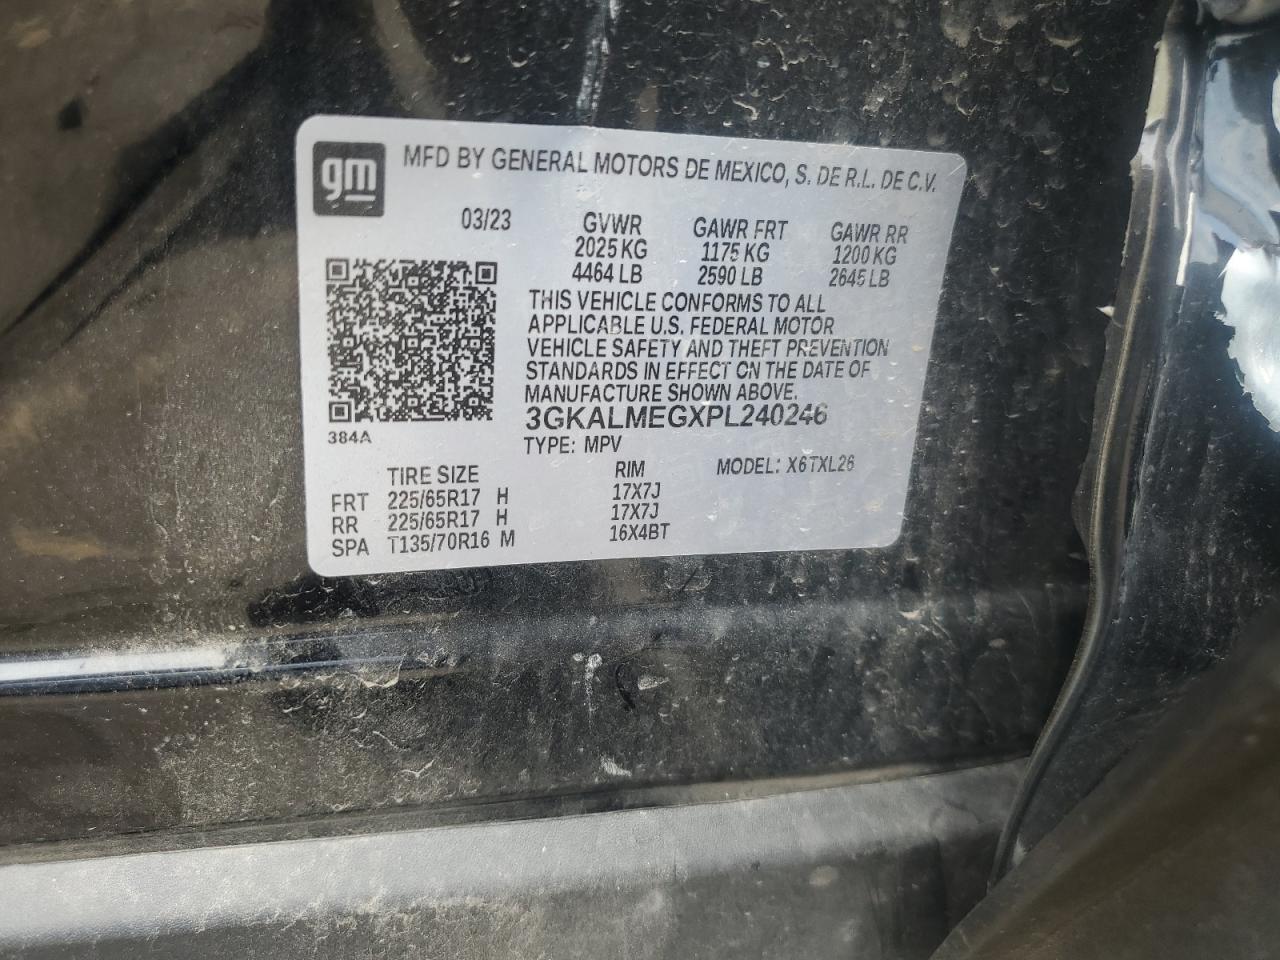 gm MFD BY GENERAL MOTORS DE MEXICO, S. DE R.L. DE C.V.
03/23 GVWR GAWR FRT GAWR RR
2025 KG 1175 KG 1200 KG
4464 LB 2590 LB 2645 LB
THIS VEHICLE CONFORMS TO ALL
APPLICABLE U.S. FEDERAL MOTOR
VEHICLE SAFETY AND THEFT PREVENTION
STANDARDS IN EFFECT ON THE DATE OF
MANUFACTURE SHOWN ABOVE.
3GKALMEGXPL240246
384A
TYPE: MPV
MODEL: X6TXL26
TIRE SIZE RIM
FRT 225/65R17 H 17X7J
RR 225/65R17 H 17X7J
SPA T135/70R16 M 16X4BT